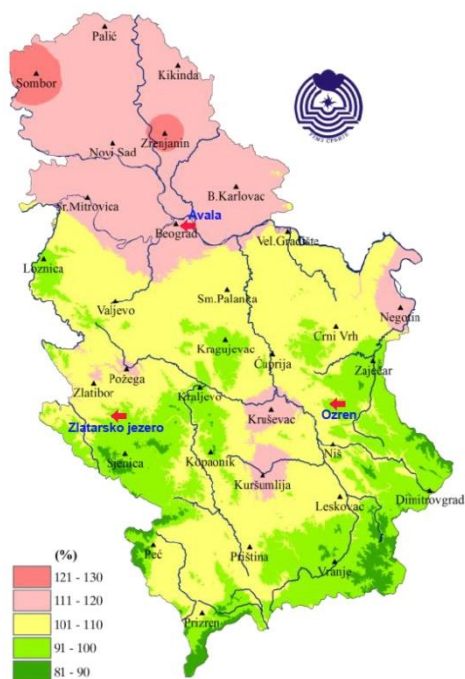 Palić
Kikinda
Sombor
Zrenjanin
Novi Sad
B.Karlovac
Sr.Mitrovica
Avala
Beograd
Vel.Gradište
Loznica
Valjevo
Sm.Palanka
Negotin
Crni Vrh
Kragujevac
Ćuprija
Zaječar
Požega
Zlatibor
Kraljevo
Kruševac
Ozren
Zlatarsko jezero
Sjenica
Kopaonik
Niš
Kuršumlija
Dimitrovgrad
Leskovac
Peć
Priština
Vranje
Prizren
(%)
121 - 130
111 - 120
101 - 110
91 - 100
81 - 90